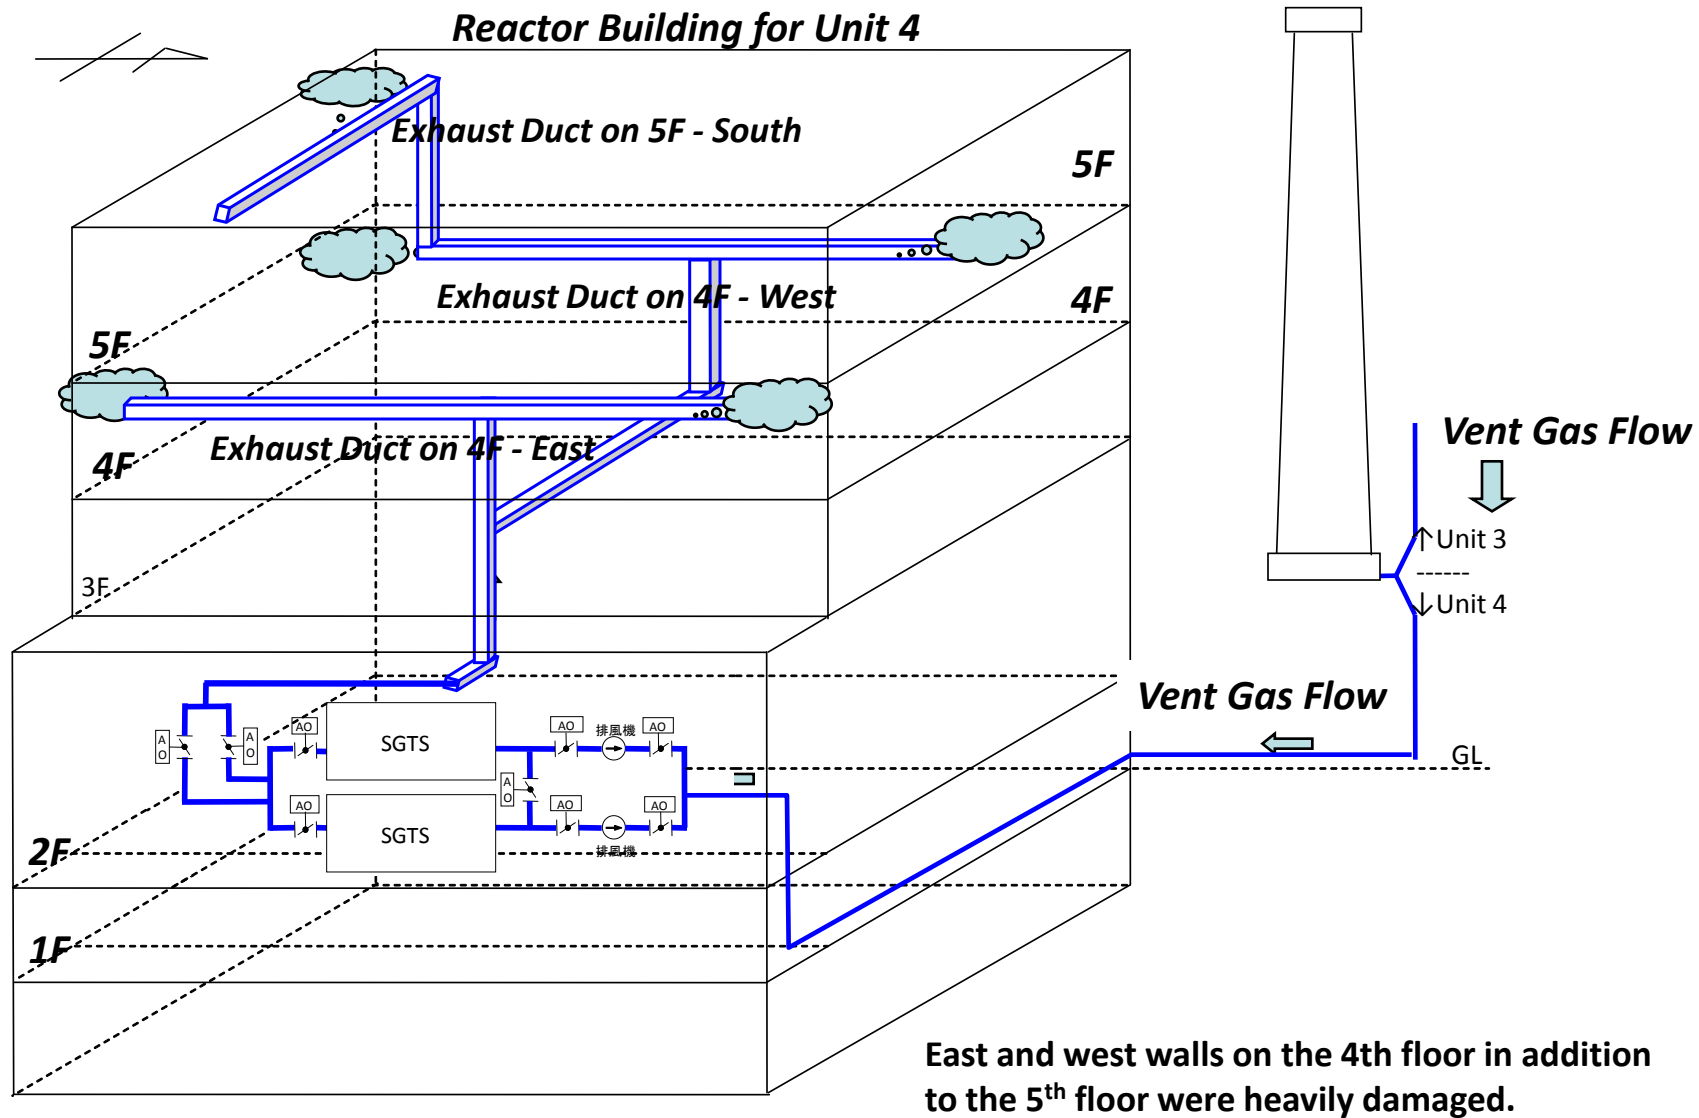 Reactor Building for Unit 4
Exhaust Duct on 5F - South
5F
Exhaust Duct on 4F - West
4F
5F
Exhaust Duct on 4F - East
4F
Vent Gas Flow
↑Unit 3
------
↓Unit 4
3F
Vent Gas Flow
GL
AO
AO
AO
SGTS
AO
排風機
AO
AO
AO
SGTS
AO
排風機
AO
2F
1F
East and west walls on the 4th floor in addition
to the 5th floor were heavily damaged.